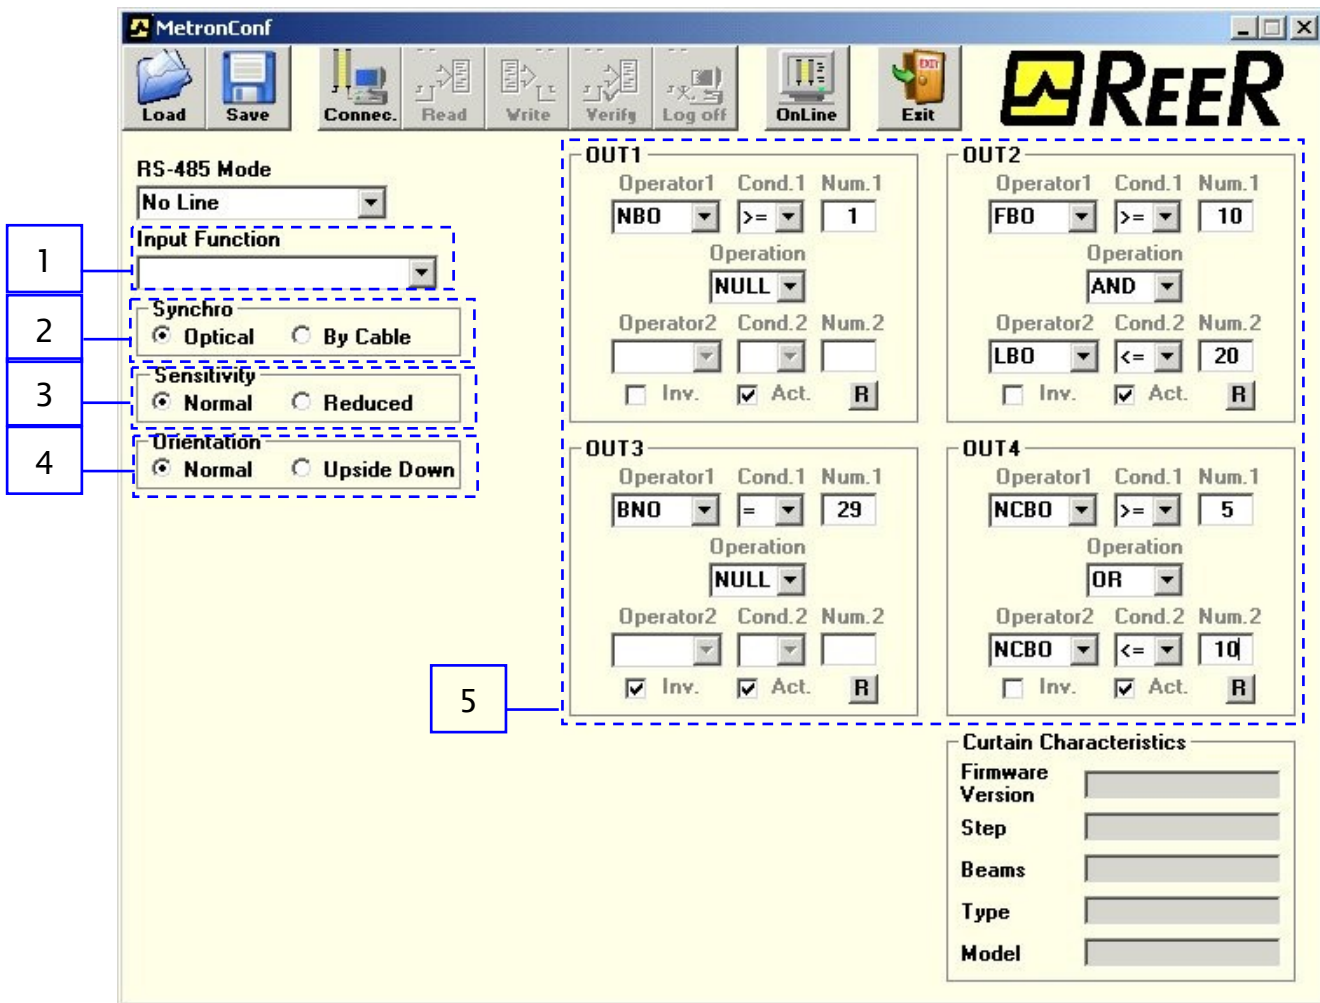 MetronConf
Load Save Connec. Read Write Verify Log off OnLine Exit
REER
RS-485 Mode
No Line
1
Input Function
2
Synchro
Optical By Cable
3
Sensitivity
Normal Reduced
4
Orientation
Normal Upside Down
5
OUT1
Operator1 Cond.1 Num.1
NBO >= 1
Operation
NULL
Operator2 Cond.2 Num.2
Inv. Act. R
OUT2
Operator1 Cond.1 Num.1
FBO >= 10
Operation
AND
Operator2 Cond.2 Num.2
LBO <= 20
Inv. Act. R
OUT3
Operator1 Cond.1 Num.1
BNO = 29
Operation
NULL
Operator2 Cond.2 Num.2
Inv. Act. R
OUT4
Operator1 Cond.1 Num.1
NCBO >= 5
Operation
OR
Operator2 Cond.2 Num.2
NCBO <= 10
Inv. Act. R
Curtain Characteristics
Firmware
Version
Step
Beams
Type
Model